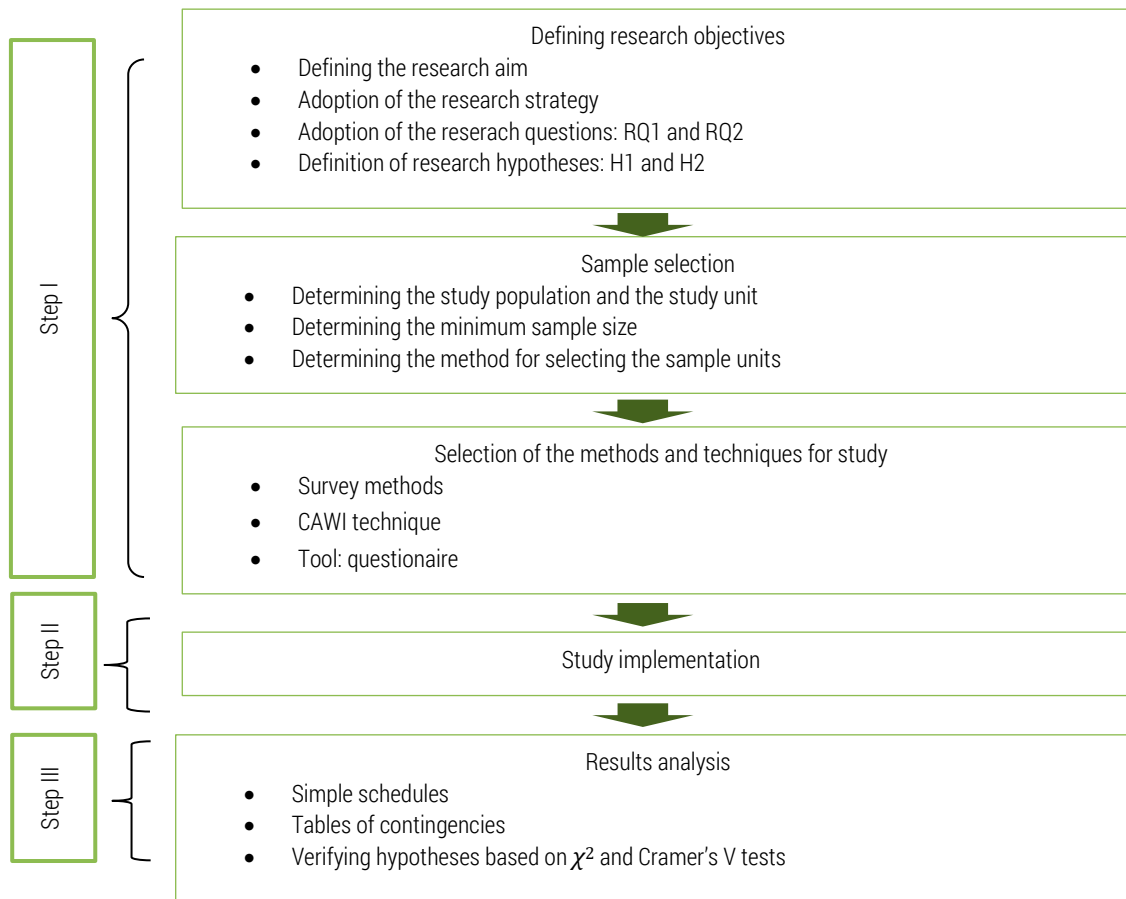 Step I
Defining research objectives
• Defining the research aim
• Adoption of the research strategy
• Adoption of the reserach questions: RQ1 and RQ2
• Definition of research hypotheses: H1 and H2
Sample selection
• Determining the study population and the study unit
• Determining the minimum sample size
• Determining the method for selecting the sample units
Selection of the methods and techniques for study
• Survey methods
• CAWI technique
• Tool: questionaire
Step II
Study implementation
Step III
Results analysis
• Simple schedules
• Tables of contingencies
• Verifying hypotheses based on χ² and Cramer's V tests